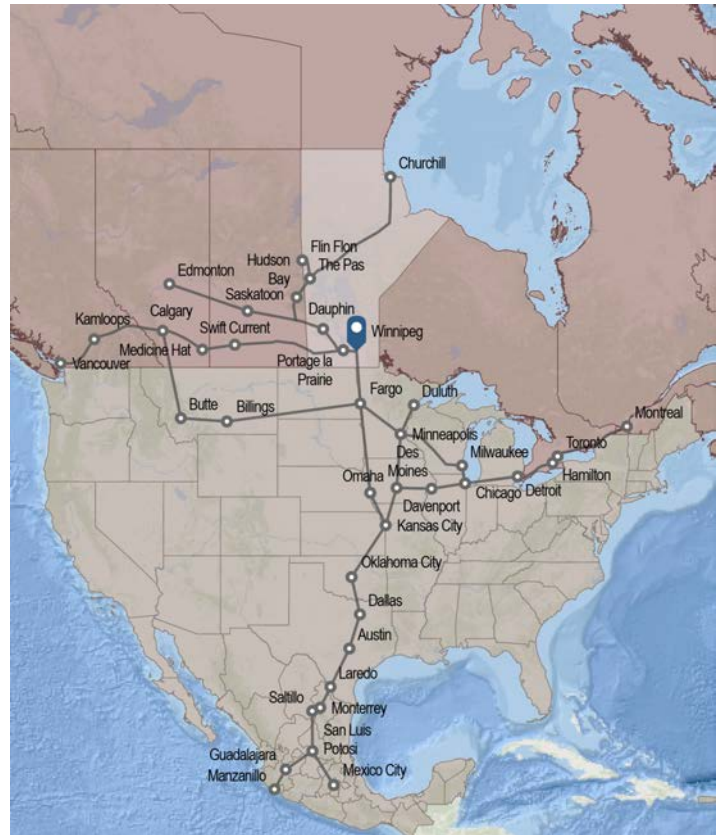 Churchill
Flin Flon
Hudson
Bay
The Pas
Edmonton
Saskatoon
Dauphin
Winnipeg
Kamloops
Calgary
Swift Current
Medicine Hat
Vancouver
Portage la
Prairie
Butte
Billings
Fargo
Duluth
Montreal
Minneapolis
Toronto
Des
Moines
Milwaukee
Hamilton
Omaha
Davenport
Chicago
Detroit
Kansas City
Oklahoma City
Dallas
Austin
Laredo
Saltillo
Monterrey
San Luis
Potosi
Guadalajara
Manzanillo
Mexico City